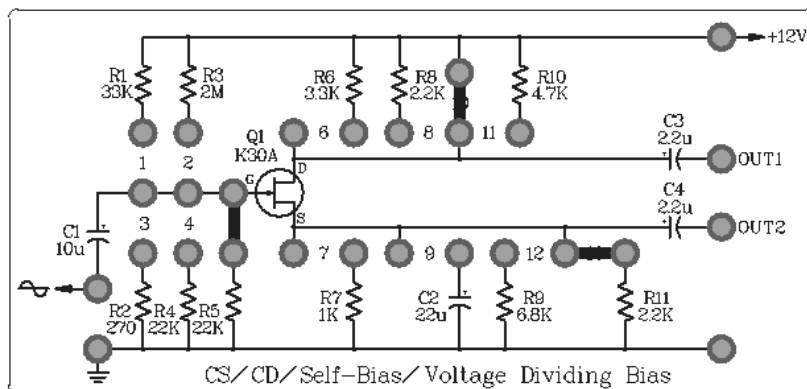 +12V
R1
33K
R3
2M
R6
3.3K
R8
2.2K
R10
4.7K
Q1
K30A
6
8
11
C3
2.2u
1
2
D
OUT1
G
C4
2.2u
3
4
S
C1
10u
7
9
12
OUT2
R2
270
R4
22K
R5
22K
R7
1K
C2
22u
R9
6.8K
R11
2.2K
CS/CD/Self-Bias/Voltage Dividing Bias